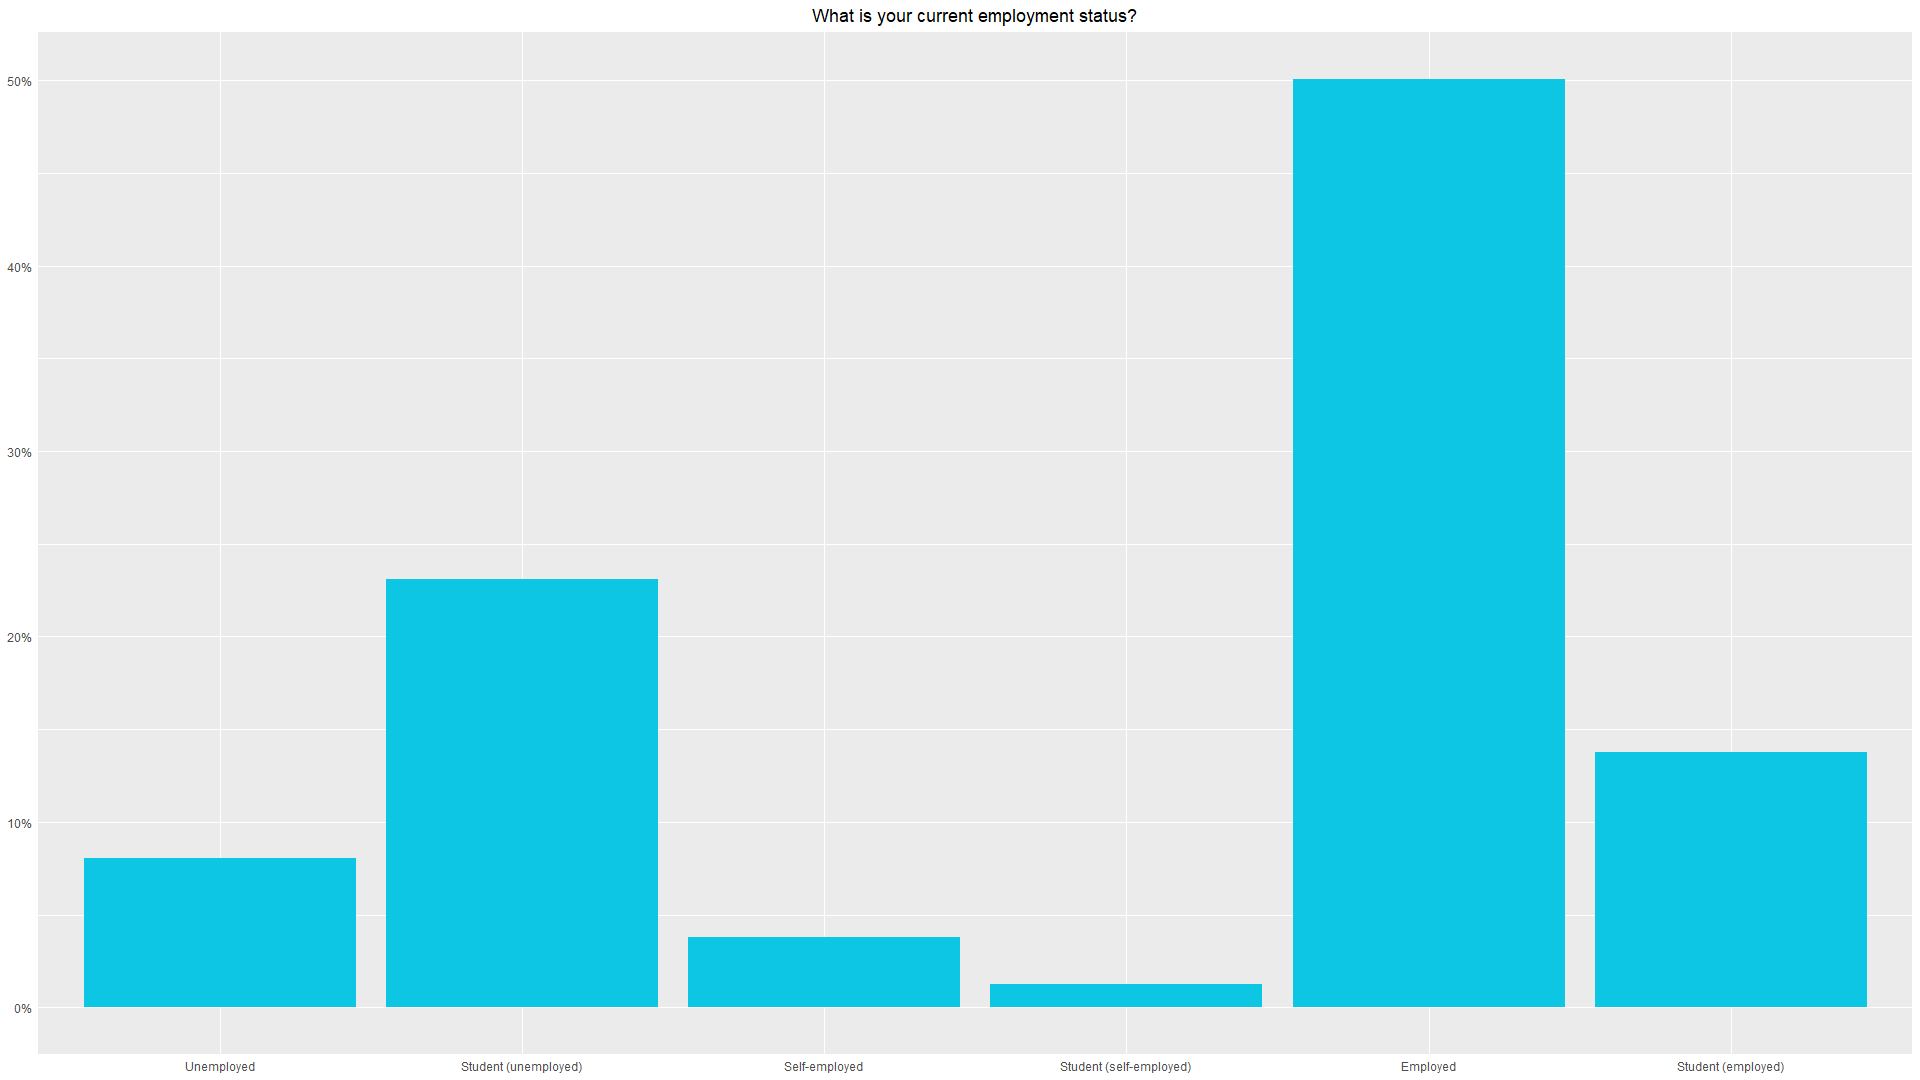 What is your current employment status?
50%
40%
30%
20%
10%
0%
Unemployed
Student (unemployed)
Self-employed
Student (self-employed)
Employed
Student (employed)